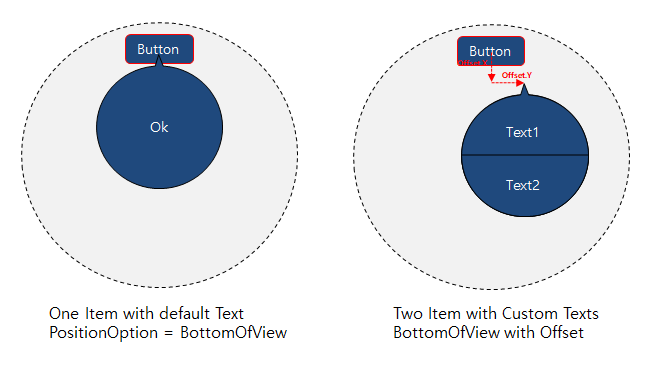 Button
Ok
One Item with default Text
PositionOption = BottomOfView
Button
Offset.Y
Offset.Y
Text1
Text2
Two Item with Custom Texts
BottomOfView with Offset